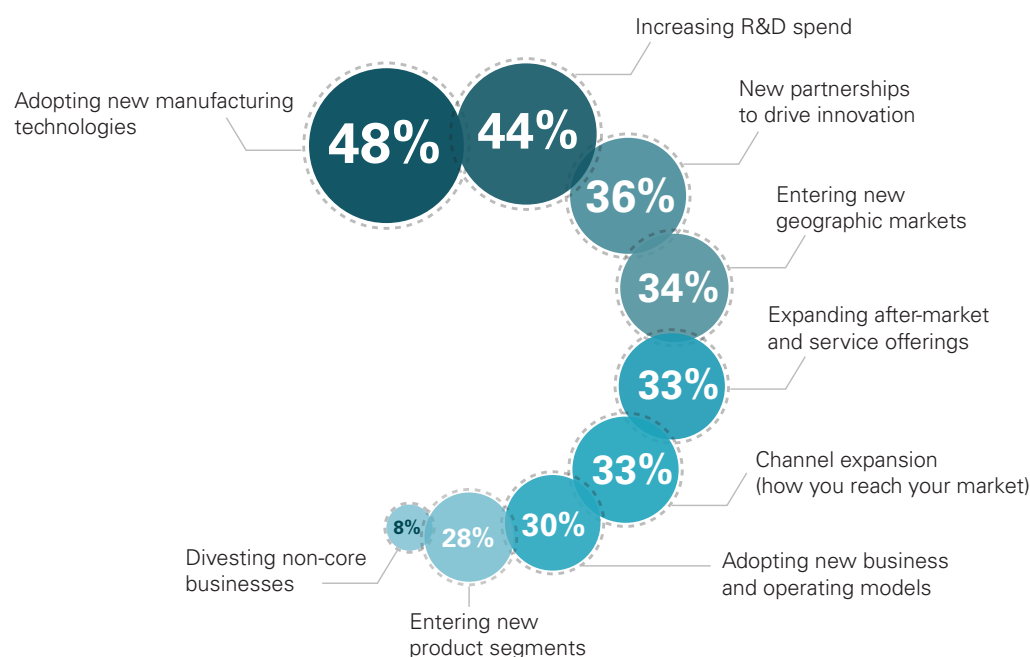 Increasing R&D spend
Adopting new manufacturing
technologies
48%
44%
New partnerships
to drive innovation
36%
Entering new
geographic markets
34%
Expanding after-market
and service offerings
33%
Channel expansion
(how you reach your market)
33%
Adopting new business
and operating models
30%
28%
Entering new
product segments
8%
Divesting non-core
businesses